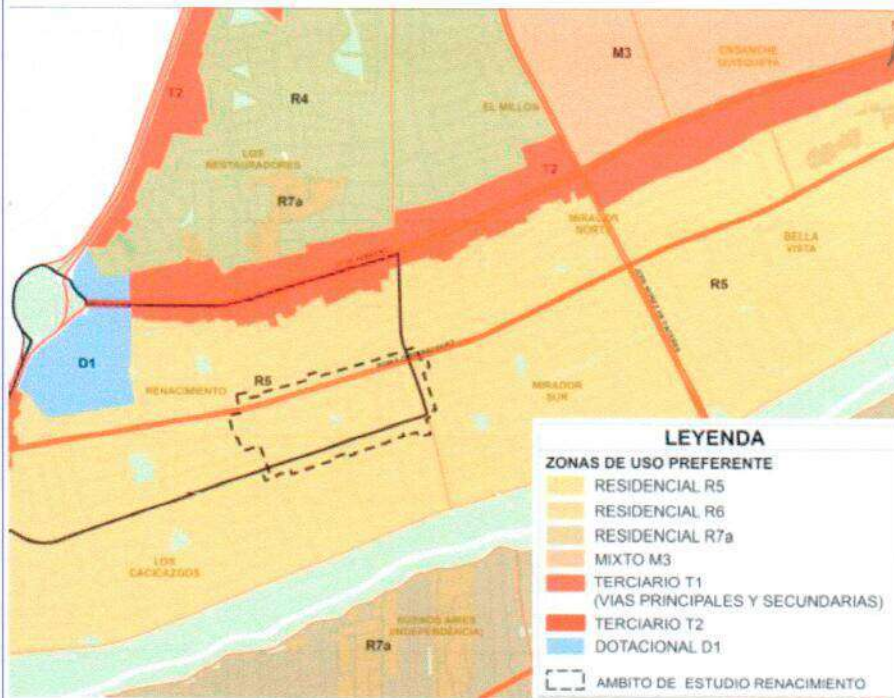 T2
R4
M3
ENSANCHE
QUISQUEYA
EL MILLON
LOS
RESTAURADORES
R7a
T2
MIRADOR
NORTE
BELLA
VISTA
R5
D1
RENACIMIENTO
R5
MIRADOR
SUR
LOS
CACICAZGOS
BUENOS AIRES
(INDEPENDENCIA)
R7a
LEYENDA
ZONAS DE USO PREFERENTE
RESIDENCIAL R5
RESIDENCIAL R6
RESIDENCIAL R7a
MIXTO M3
TERCIARIO T1
(VIAS PRINCIPALES Y SECUNDARIAS)
TERCIARIO T2
DOTACIONAL D1
AMBITO DE ESTUDIO RENACIMIENTO